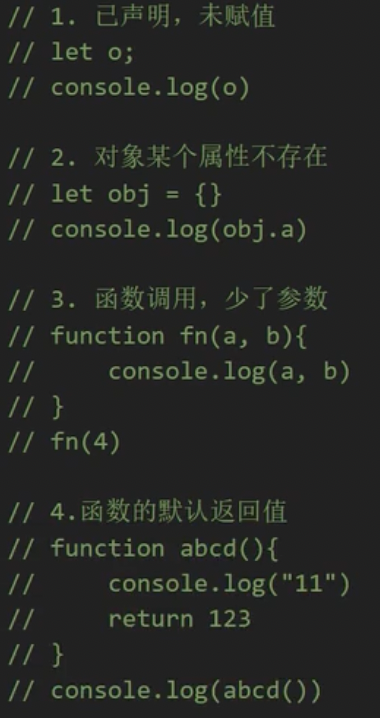 // 1. 已声明，未赋值
// let o;
// console.log(o)
// 2. 对象某个属性不存在
// let obj = {}
// console.log(obj.a)
// 3. 函数调用，少了参数
// function fn(a, b){
//     console.log(a, b)
// }
// fn(4)
// 4.函数的默认返回值
// function abcd(){
//     console.log("11")
//     return 123
// }
// console.log(abcd())